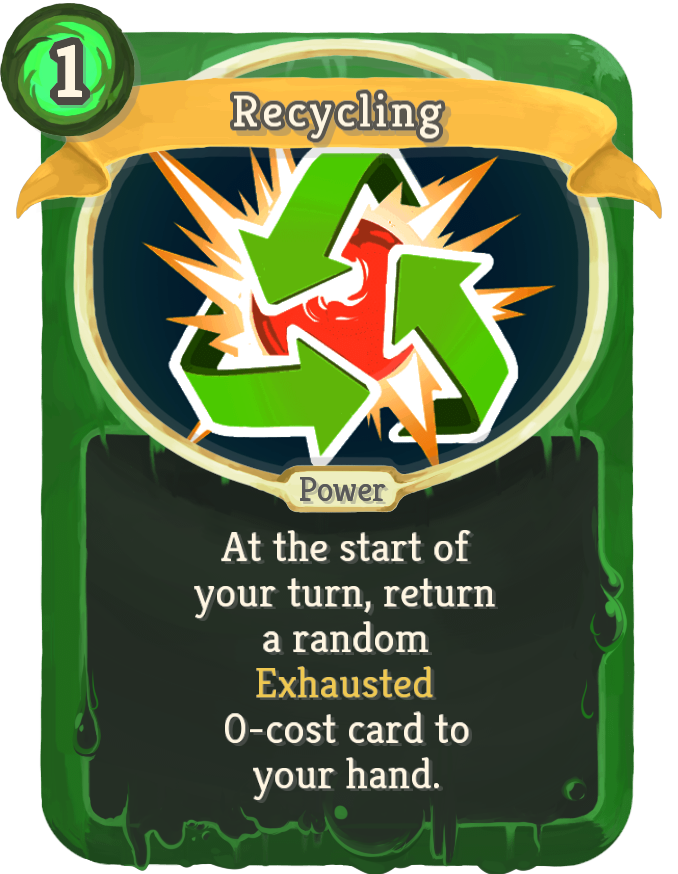 1
Recycling
Power
At the start of
your turn, return
a random
Exhausted
0-cost card to
your hand.